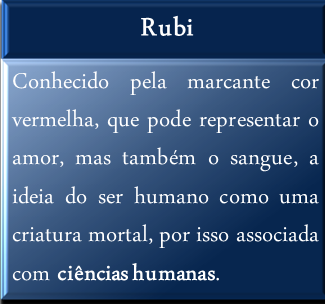 Rubi
Conhecido pela marcante cor
vermelha, que pode representar o
amor, mas também o sangue, a
ideia do ser humano como uma
criatura mortal, por isso associada
com ciências humanas.